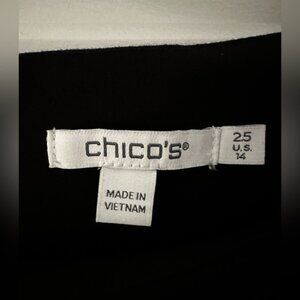 chico's®
2.5
U.S.
14
MADE IN
VIETNAM